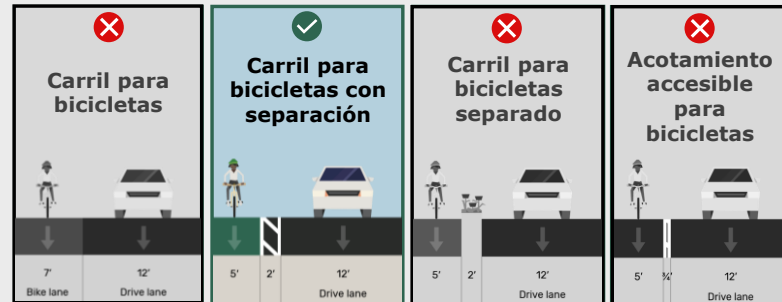 Carril para
bicicletas
7' 12'
Bike lane Drive lane
Carril para
bicicletas con
separación
5' 2' 12'
Drive lane
Carril para
bicicletas
separado
5' 2' 12'
Drive lane
Acotamiento
accesible
para
bicicletas
5' ¾' 12'
Drive lane